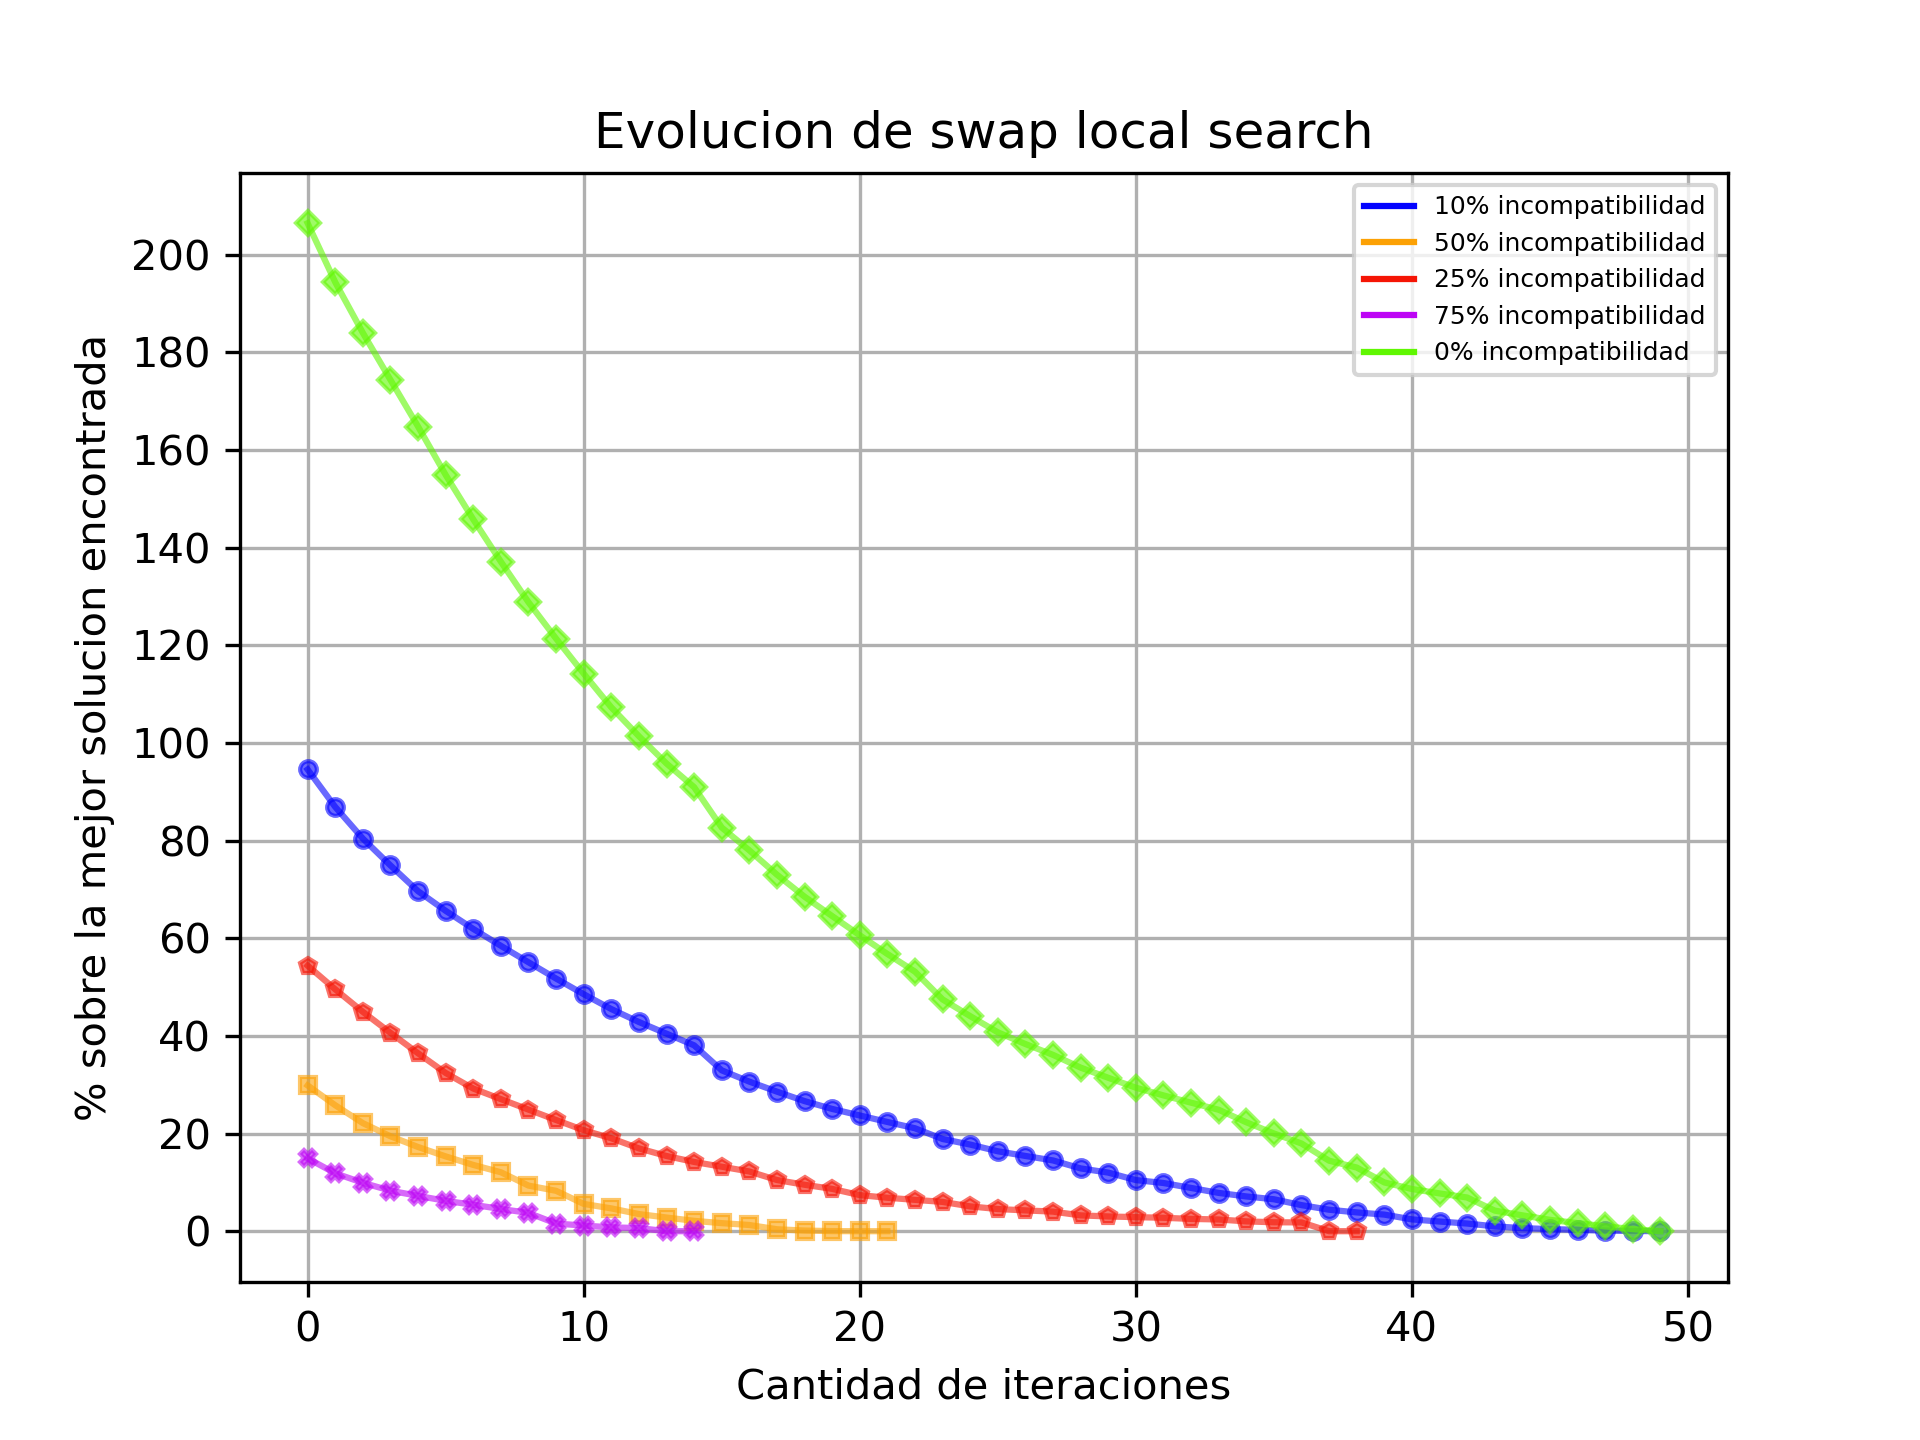 Evolucion de swap local search
10% incompatibilidad
50% incompatibilidad
25% incompatibilidad
75% incompatibilidad
0% incompatibilidad
% sobre la mejor solucion encontrada
200
180
160
140
120
100
80
60
40
20
0
0 10 20 30 40 50
Cantidad de iteraciones